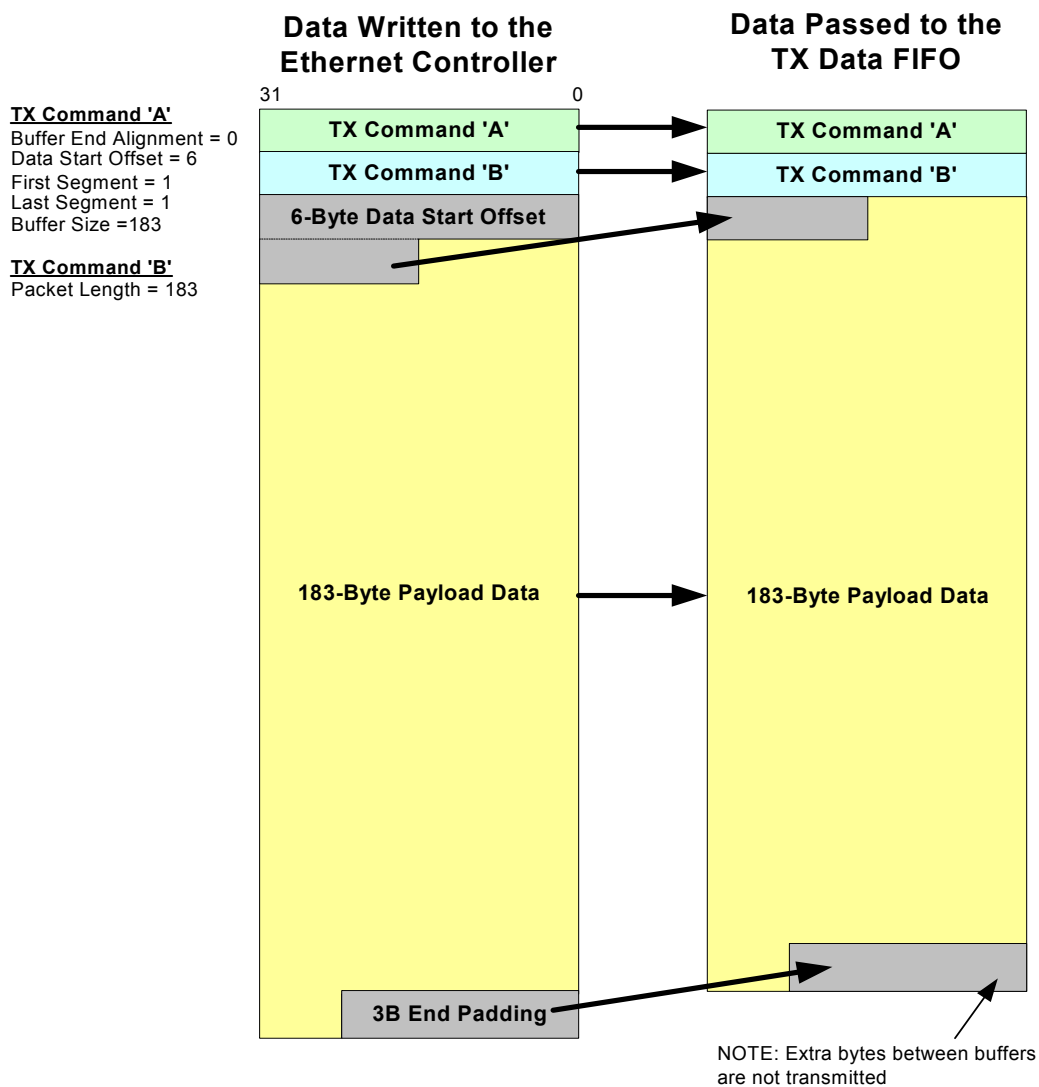 Data Written to the
Ethernet Controller
Data Passed to the
TX Data FIFO
31
0
TX Command 'A'
Buffer End Alignment = 0
Data Start Offset = 6
First Segment = 1
Last Segment = 1
Buffer Size =183
TX Command 'B'
Packet Length = 183
TX Command 'A'
TX Command 'B'
6-Byte Data Start Offset
183-Byte Payload Data
3B End Padding
TX Command 'A'
TX Command 'B'
183-Byte Payload Data
NOTE: Extra bytes between buffers
are not transmitted